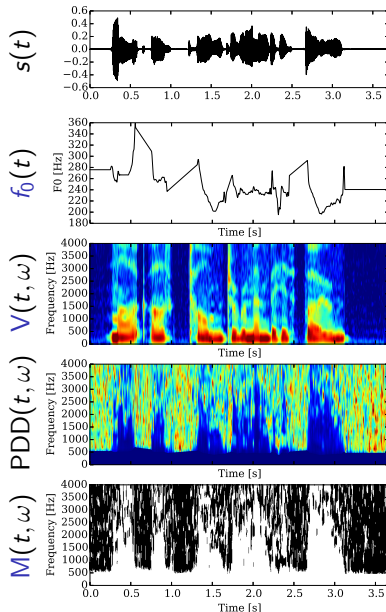 s(t)
0.6
0.4
0.2
0.0
−0.2
−0.4
0.6
0.0 0.5 1.0 1.5 2.0 2.5 3.0 3.5
f₀(t)
F0 [Hz]
360
340
320
300
280
260
240
220
200
180
Time [s]
V(t, ω)
Frequency [Hz]
4000
3500
3000
2500
2000
1500
1000
500
0
Time [s]
PDD(t, ω)
Frequency [Hz]
4000
3500
3000
2500
2000
1500
1000
500
0
Time [s]
M(t, ω)
Frequency [Hz]
4000
3500
3000
2500
2000
1500
1000
500
0
0.0 0.5 1.0 1.5 2.0 2.5 3.0 3.5
Time [s]